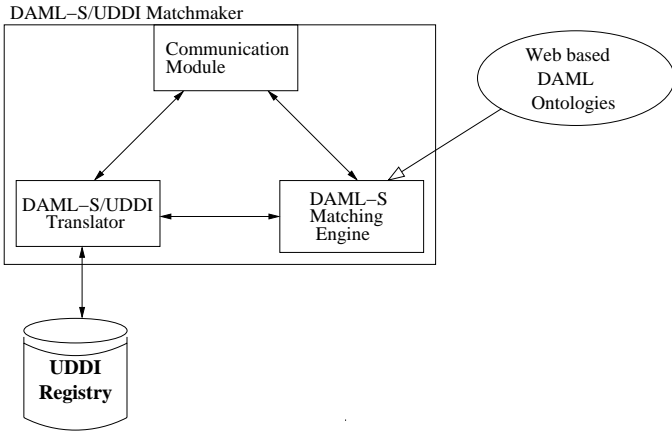 DAML–S/UDDI Matchmaker
Communication
Module
Web based
DAML
Ontologies
DAML–S/UDDI
Translator
DAML–S
Matching
Engine
UDDI
Registry